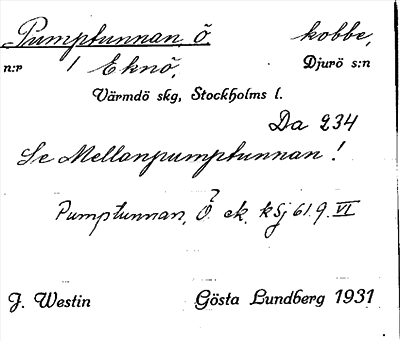 Pumptunnan, Ö. kobbe,
n:r / Eknö, Djurö s:n
Värmdö skg, Stockholms l.
Da 234
Se Mellanpumptunnan!
Pumptunnan, Ö? ek. kSj 61.9. VI
J. Westin Gösta Lundberg 1931